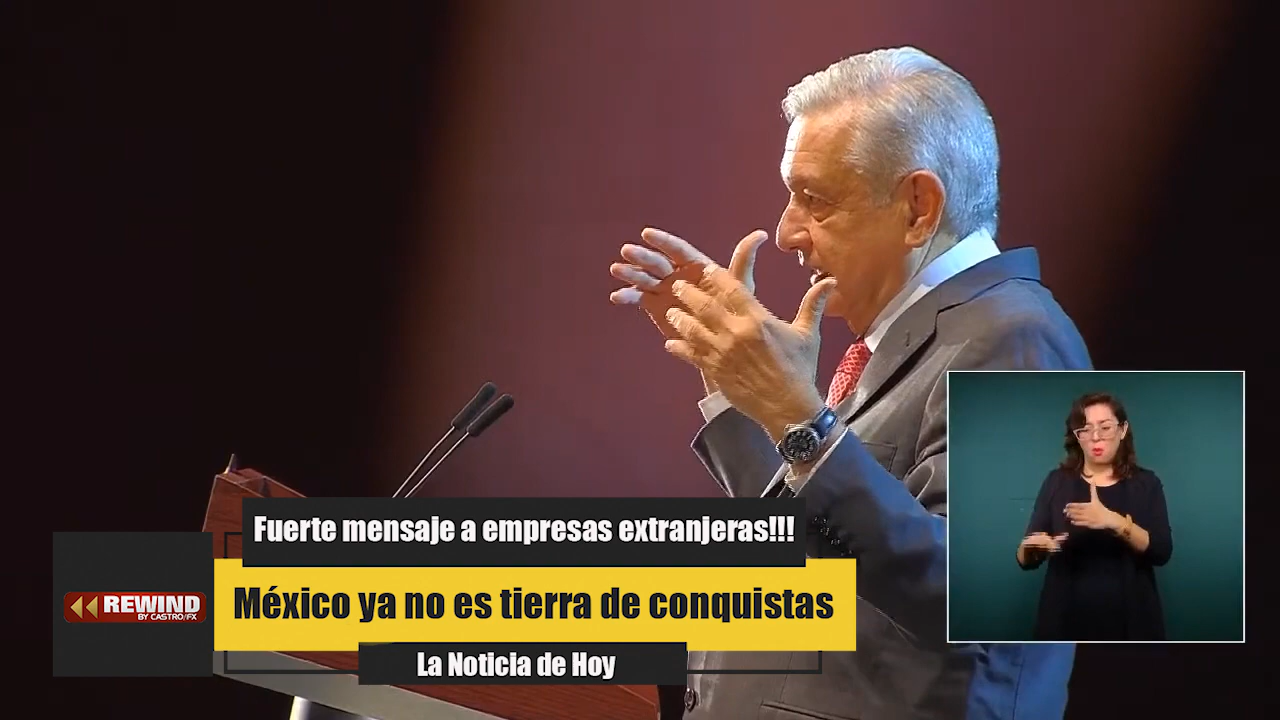 Fuerte mensaje a empresas extranjeras!!!
México ya no es tierra de conquistas
REWIND
BY CASTRO/FX
La Noticia de Hoy